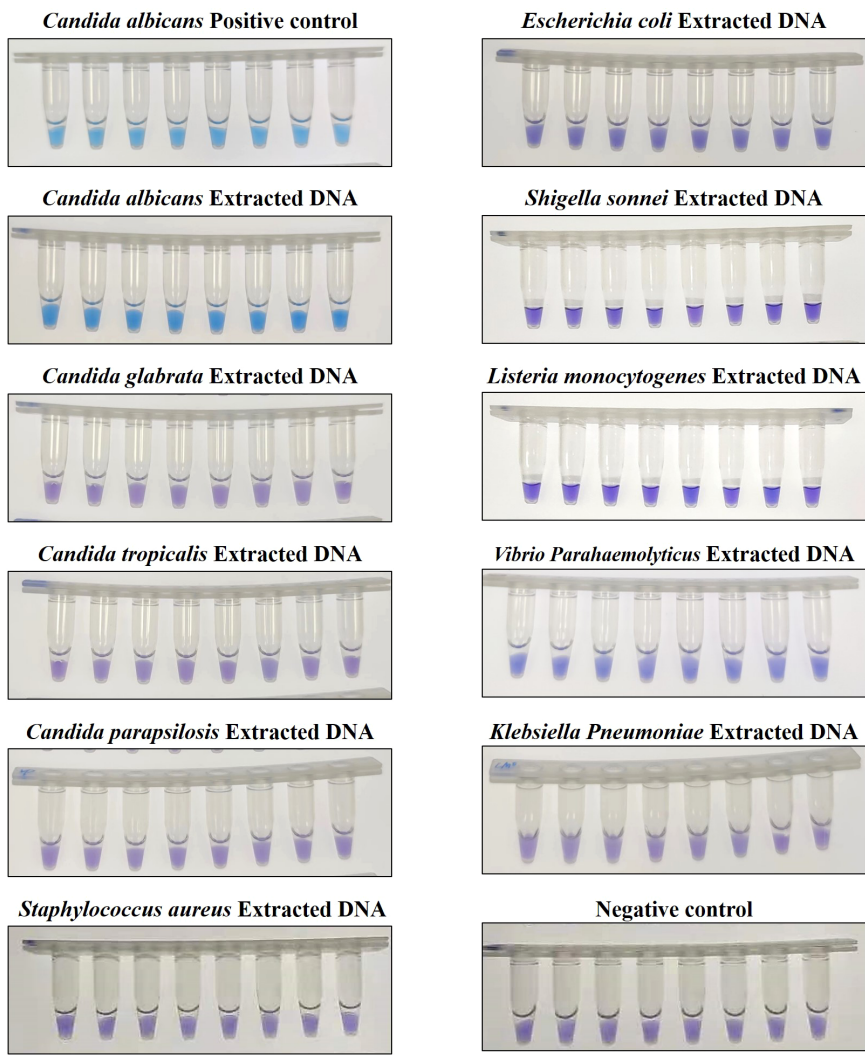 Candida albicans Positive control
Escherichia coli Extracted DNA
Candida albicans Extracted DNA
Shigella sonnei Extracted DNA
Candida glabrata Extracted DNA
Listeria monocytogenes Extracted DNA
Candida tropicalis Extracted DNA
Vibrio Parahaemolyticus Extracted DNA
Candida parapsilosis Extracted DNA
Klebsiella Pneumoniae Extracted DNA
Staphylococcus aureus Extracted DNA
Negative control